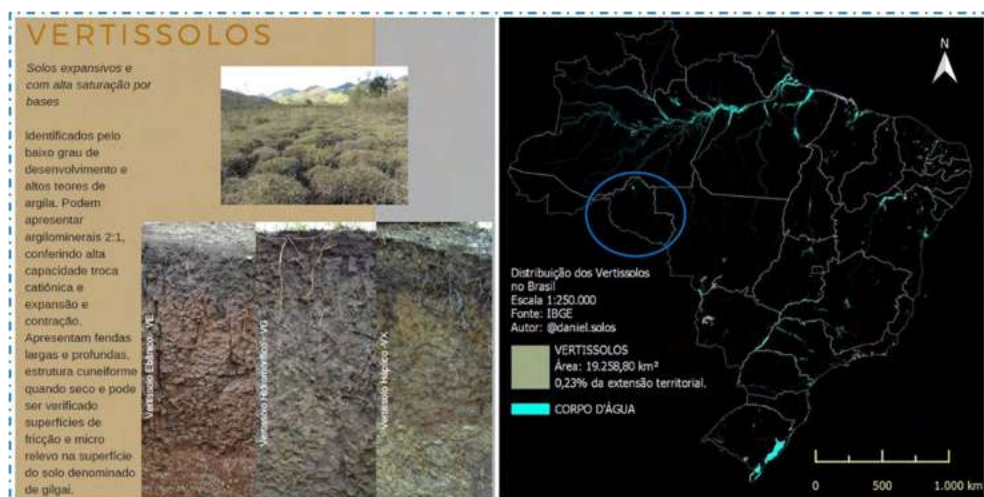 VERTISSOLOS
Solos expansivos e
com alta saturação por
bases
Identificados pelo
baixo grau de
desenvolvimento e
altos teores de
argila. Podem
apresentar
argilominerais 2:1,
conferindo alta
capacidade troca
catiônica e
expansão e
contração.
Apresentam fendas
largas e profundas,
estrutura cuneiforme
quando seco e pode
ser verificado
superfícies de
fricção e micro
relevo na superfície
do solo denominado
de gilgai.
Vertissolo Ebânico -VE
Vertissolo Hidromórfico -VG
Vertissolo Háplico -VX
N
Distribuição dos Vertissolos
no Brasil
Escala 1:250.000
Fonte: IBGE
Autor: @daniel.solos
VERTISSOLOS
Área: 19.258,80 km²
0,23% da extensão territorial.
CORPO D'ÁGUA
0 500 1.000 km